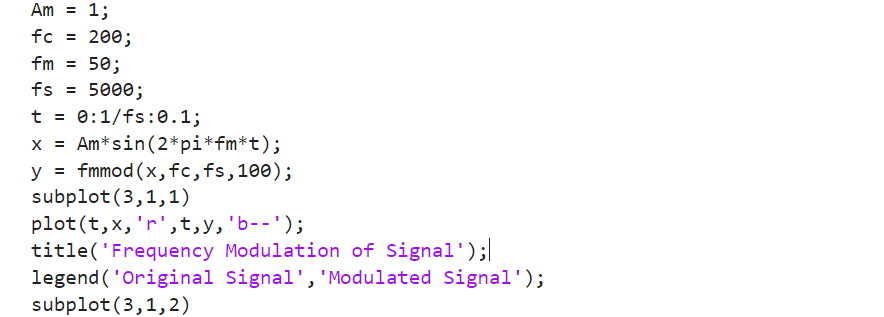 Am = 1;
fc = 200;
fm = 50;
fs = 5000;
t = 0:1/fs:0.1;
x = Am*sin(2*pi*fm*t);
y = fmmod(x,fc,fs,100);
subplot(3,1,1)
plot(t,x,'r',t,y,'b--');
title('Frequency Modulation of Signal');
legend('Original Signal','Modulated Signal');
subplot(3,1,2)